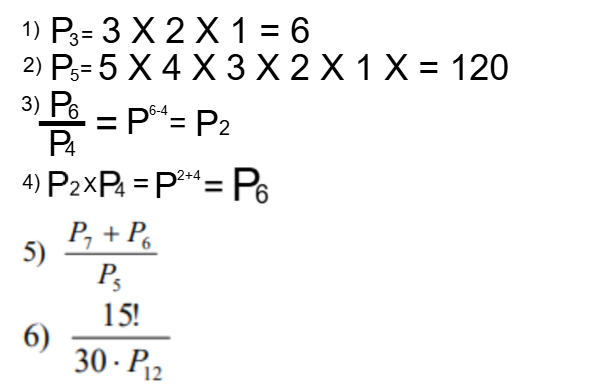 1) P₃= 3 X 2 X 1 = 6
2) P₅= 5 X 4 X 3 X 2 X 1 X = 120
3) P₆/P₄ = P⁶⁻⁴= P₂
4) P₂xP₄ = P²⁺⁴= P₆
5) (P₇ + P₆)/P₅
6) 15!/(30 · P₁₂)